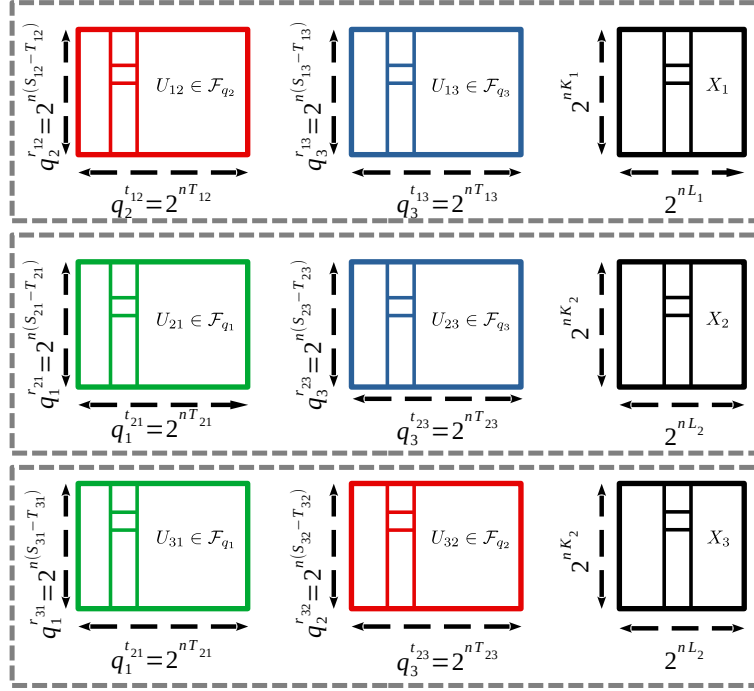 q_2^{r_{12}}=2^{n(S_{12}-T_{12})}
U_{12} ∈ \mathcal{F}_{q_2}
q_2^{t_{12}}=2^{nT_{12}}
q_3^{r_{13}}=2^{n(S_{13}-T_{13})}
U_{13} ∈ \mathcal{F}_{q_3}
q_3^{t_{13}}=2^{nT_{13}}
2^{nK_1}
X_1
2^{nL_1}
q_1^{r_{21}}=2^{n(S_{21}-T_{21})}
U_{21} ∈ \mathcal{F}_{q_1}
q_1^{t_{21}}=2^{nT_{21}}
q_3^{r_{23}}=2^{n(S_{23}-T_{23})}
U_{23} ∈ \mathcal{F}_{q_3}
q_3^{t_{23}}=2^{nT_{23}}
2^{nK_2}
X_2
2^{nL_2}
q_1^{r_{31}}=2^{n(S_{31}-T_{31})}
U_{31} ∈ \mathcal{F}_{q_1}
q_1^{t_{21}}=2^{nT_{21}}
q_2^{r_{32}}=2^{n(S_{32}-T_{32})}
U_{32} ∈ \mathcal{F}_{q_2}
q_3^{t_{23}}=2^{nT_{23}}
2^{nK_2}
X_3
2^{nL_2}